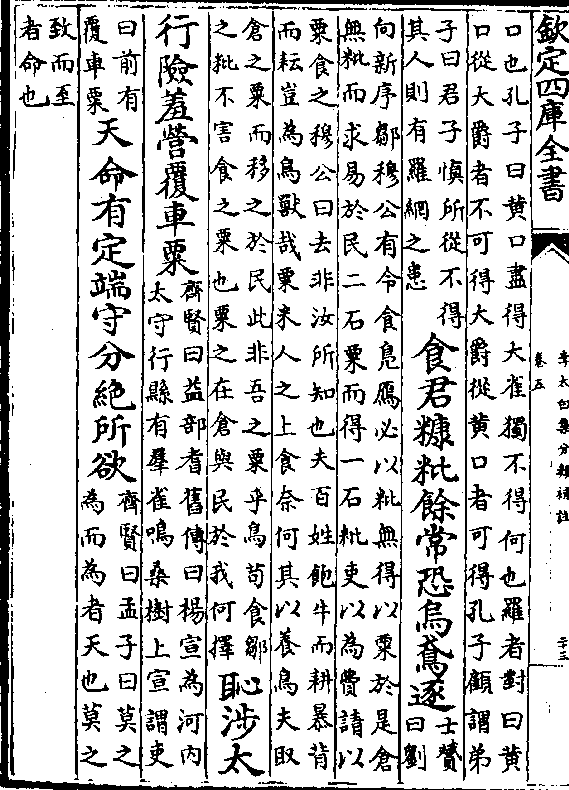 欽定四庫全書
李太白集分類補註
卷五
二十三
口也孔子曰黄口盡得大雀獨不得何也羅者對曰黄
口從大爵者不可得大爵從黄口者可得孔子顧謂弟
子曰君子慎所從不得
其人則有羅網之患
食君糠粃餘常恐烏鳶逐
士贇
曰劉
向新序鄒穆公有令食鳬鴈必以粃無得以粟於是倉
無粃而求易於民二石粟而得一石粃吏以為費請以
粟食之穆公曰去非汝所知也夫百姓飽牛而耕暴背
而耘豈為鳥獸哉粟米人之上食奈何其以養鳥夫取
倉之粟而移之於民此非吾之粟乎鳥苟食鄒
之粃不害食之粟也粟之在倉與民於我何擇
恥涉太
行險羞營覆車粟
齊賢曰益部耆舊傳曰楊宣為河内
太守行縣有羣雀鳴桑樹上宣謂吏
曰前有
覆車粟
天命有定端守分絶所欲
齊賢曰孟子曰莫之
為而為者天也莫之
致而至
者命也